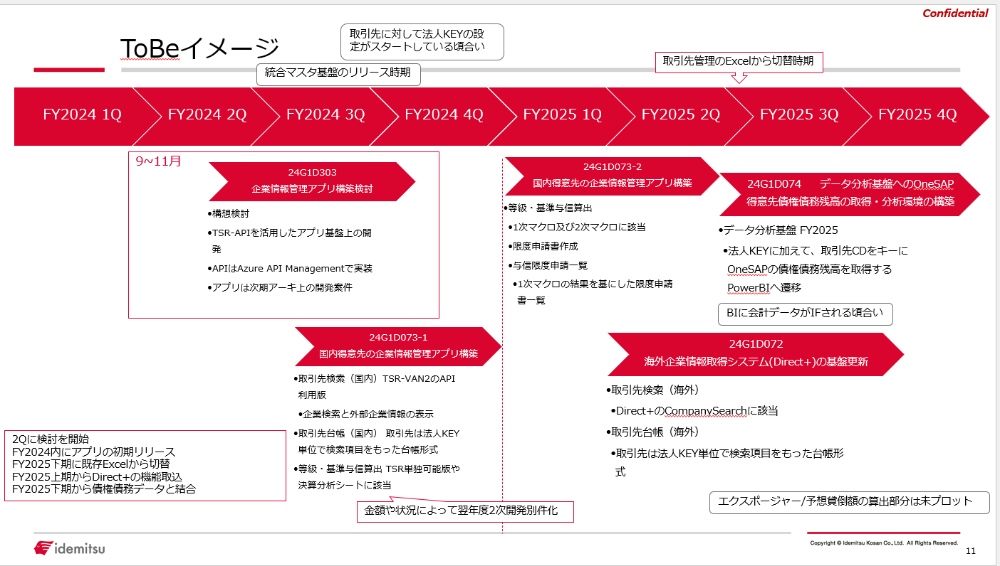 Confidential
ToBeイメージ
取引先に対して法人KEYの設
定がスタートしている頃合い
統合マスタ基盤のリリース時期
取引先管理のExcelから切替時期
FY2024 1Q
FY2024 2Q
FY2024 3Q
FY2024 4Q
FY2025 1Q
FY2025 2Q
FY2025 3Q
FY2025 4Q
9~11月
24G1D303
企業情報管理アプリ構築検討
•構想検討
•TSR-APIを活用したアプリ基盤上の開
発
•APIはAzure API Managementで実装
•アプリは次期アーキ上の開発案件
24G1D073-2
国内得意先の企業情報管理アプリ構築
•等級・基準与信算出
•1次マクロ及び2次マクロに該当
•限度申請書作成
•与信限度申請一覧
•1次マクロの結果を基にした限度申請
書一覧
24G1D074 データ分析基盤へのOneSAP
得意先債権債務残高の取得・分析環境の構築
•データ分析基盤 FY2025
•法人KEYに加えて、取引先CDをキーに
OneSAPの債権債務残高を取得する
PowerBIへ遷移
BIに会計データがIFされる頃合い
24G1D073-1
国内得意先の企業情報管理アプリ構築
•取引先検索（国内）TSR-VAN2のAPI
利用版
•企業検索と外部企業情報の表示
•取引先台帳（国内） 取引先は法人KEY
単位で検索項目をもった台帳形式
•等級・基準与信算出 TSR単独可能版や
決算分析シートに該当
金額や状況によって翌年度2次開発別件化
24G1D072
海外企業情報取得システム(Direct+)の基盤更新
•取引先検索（海外）
•Direct+のCompanySearchに該当
•取引先台帳（海外）
•取引先は法人KEY単位で検索項目をもった台帳形
式
2Qに検討を開始
FY2024内にアプリの初期リリース
FY2025下期に既存Excelから切替
FY2025上期からDirect+の機能取込
FY2025下期から債権債務データと結合
エクスポージャー/予想貸倒額の算出部分は未プロット
idemitsu
Copyright © Idemitsu Kosan Co.,Ltd. All Rights Reserved.
11